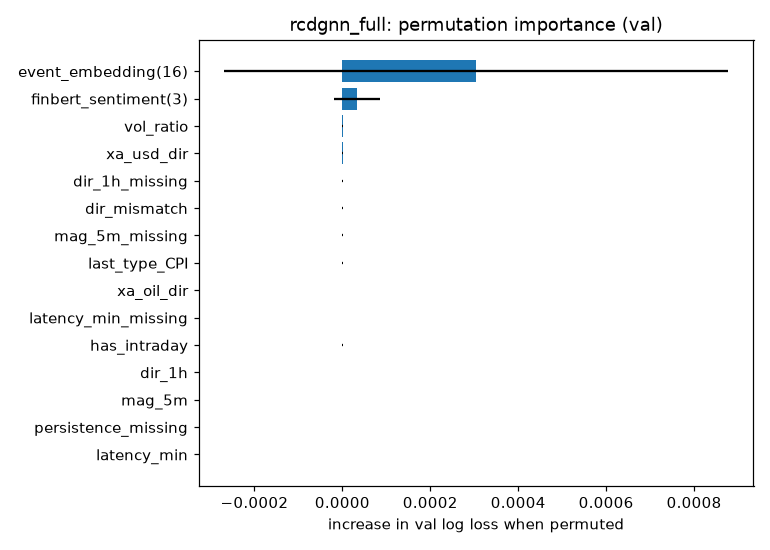 rcdgnn_full: permutation importance (val)
event_embedding(16)
finbert_sentiment(3)
vol_ratio
xa_usd_dir
dir_1h_missing
dir_mismatch
mag_5m_missing
last_type_CPI
xa_oil_dir
latency_min_missing
has_intraday
dir_1h
mag_5m
persistence_missing
latency_min
−0.0002 0.0000 0.0002 0.0004 0.0006 0.0008
increase in val log loss when permuted